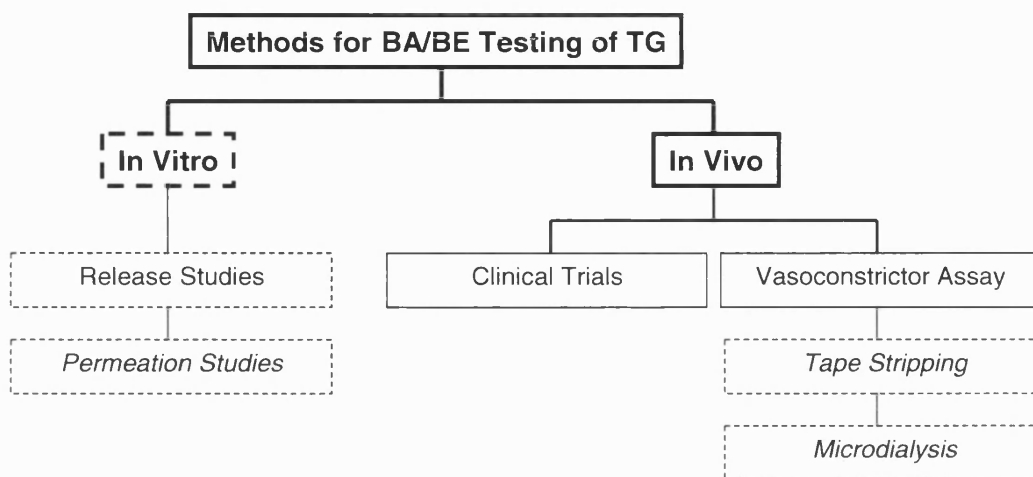 Methods for BA/BE Testing of TG
In Vitro
In Vivo
Release Studies
Clinical Trials
Vasoconstrictor Assay
Permeation Studies
Tape Stripping
Microdialysis